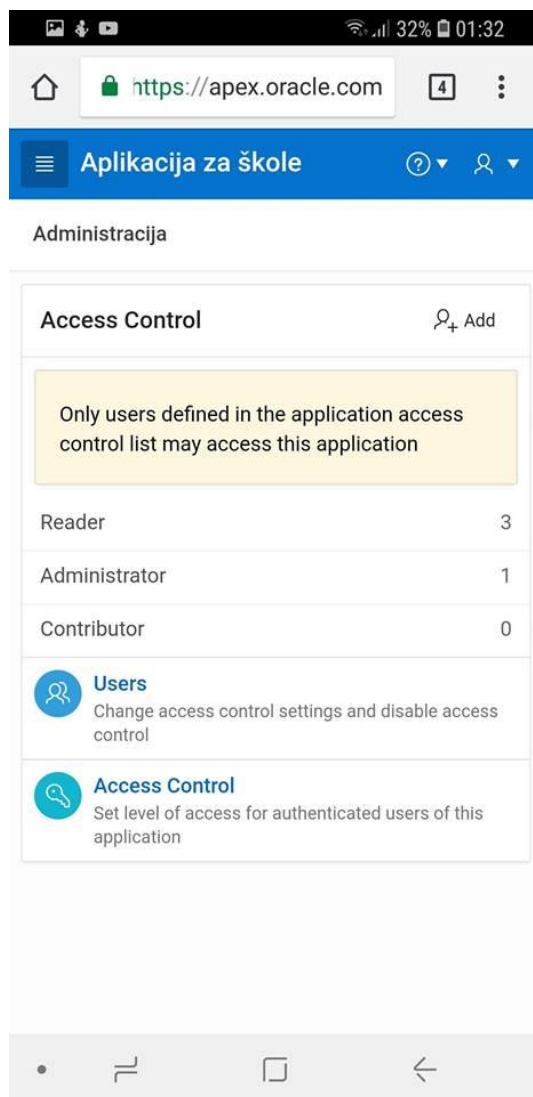 32% 01:32
https://apex.oracle.com 4
Aplikacija za škole
Administracija
Access Control Add
Only users defined in the application access
control list may access this application
Reader 3
Administrator 1
Contributor 0
Users
Change access control settings and disable access
control
Access Control
Set level of access for authenticated users of this
application